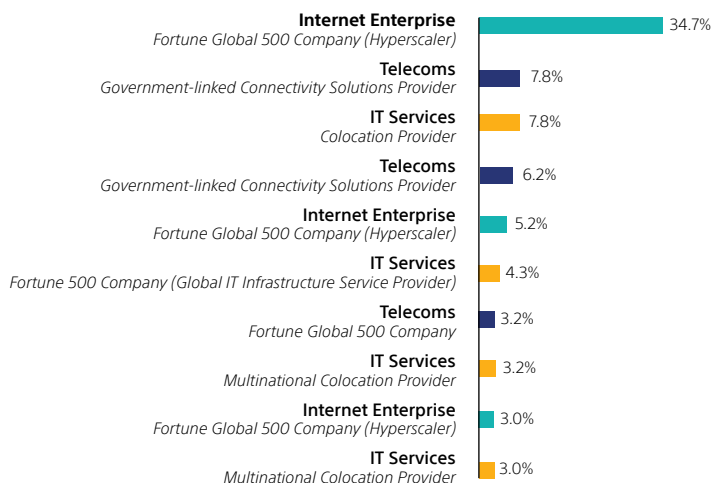 Internet Enterprise
Fortune Global 500 Company (Hyperscaler)
34.7%
Telecoms
Government-linked Connectivity Solutions Provider
7.8%
IT Services
Colocation Provider
7.8%
Telecoms
Government-linked Connectivity Solutions Provider
6.2%
Internet Enterprise
Fortune Global 500 Company (Hyperscaler)
5.2%
IT Services
Fortune 500 Company (Global IT Infrastructure Service Provider)
4.3%
Telecoms
Fortune Global 500 Company
3.2%
IT Services
Multinational Colocation Provider
3.2%
Internet Enterprise
Fortune Global 500 Company (Hyperscaler)
3.0%
IT Services
Multinational Colocation Provider
3.0%